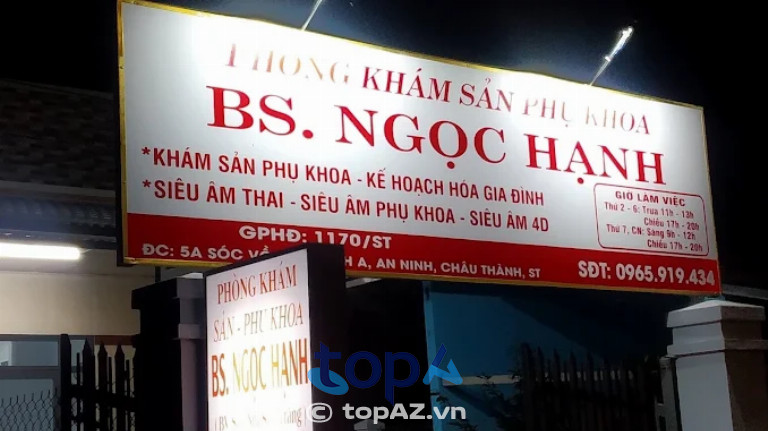 PHÒNG KHÁM SẢN PHỤ KHOA
BS. NGỌC HẠNH
*KHÁM SẢN PHỤ KHOA - KẾ HOẠCH HÓA GIA ĐÌNH
*SIÊU ÂM THAI - SIÊU ÂM PHỤ KHOA - SIÊU ÂM 4D
GIỜ LÀM VIỆC
Thứ 2 - 6: Trưa 11h - 13h
Chiều 17h - 20h
Thứ 7, CN: Sáng 9h - 12h
Chiều 17h - 20h
GPHĐ: 1170/ST
ĐC: 5A SÓC A, AN NINH, CHÂU THÀNH, ST
SĐT: 0965.919.434
PHÒNG KHÁM
SẢN - PHỤ KHOA
BS. NGỌC HẠNH
topAZ
© topAZ.vn